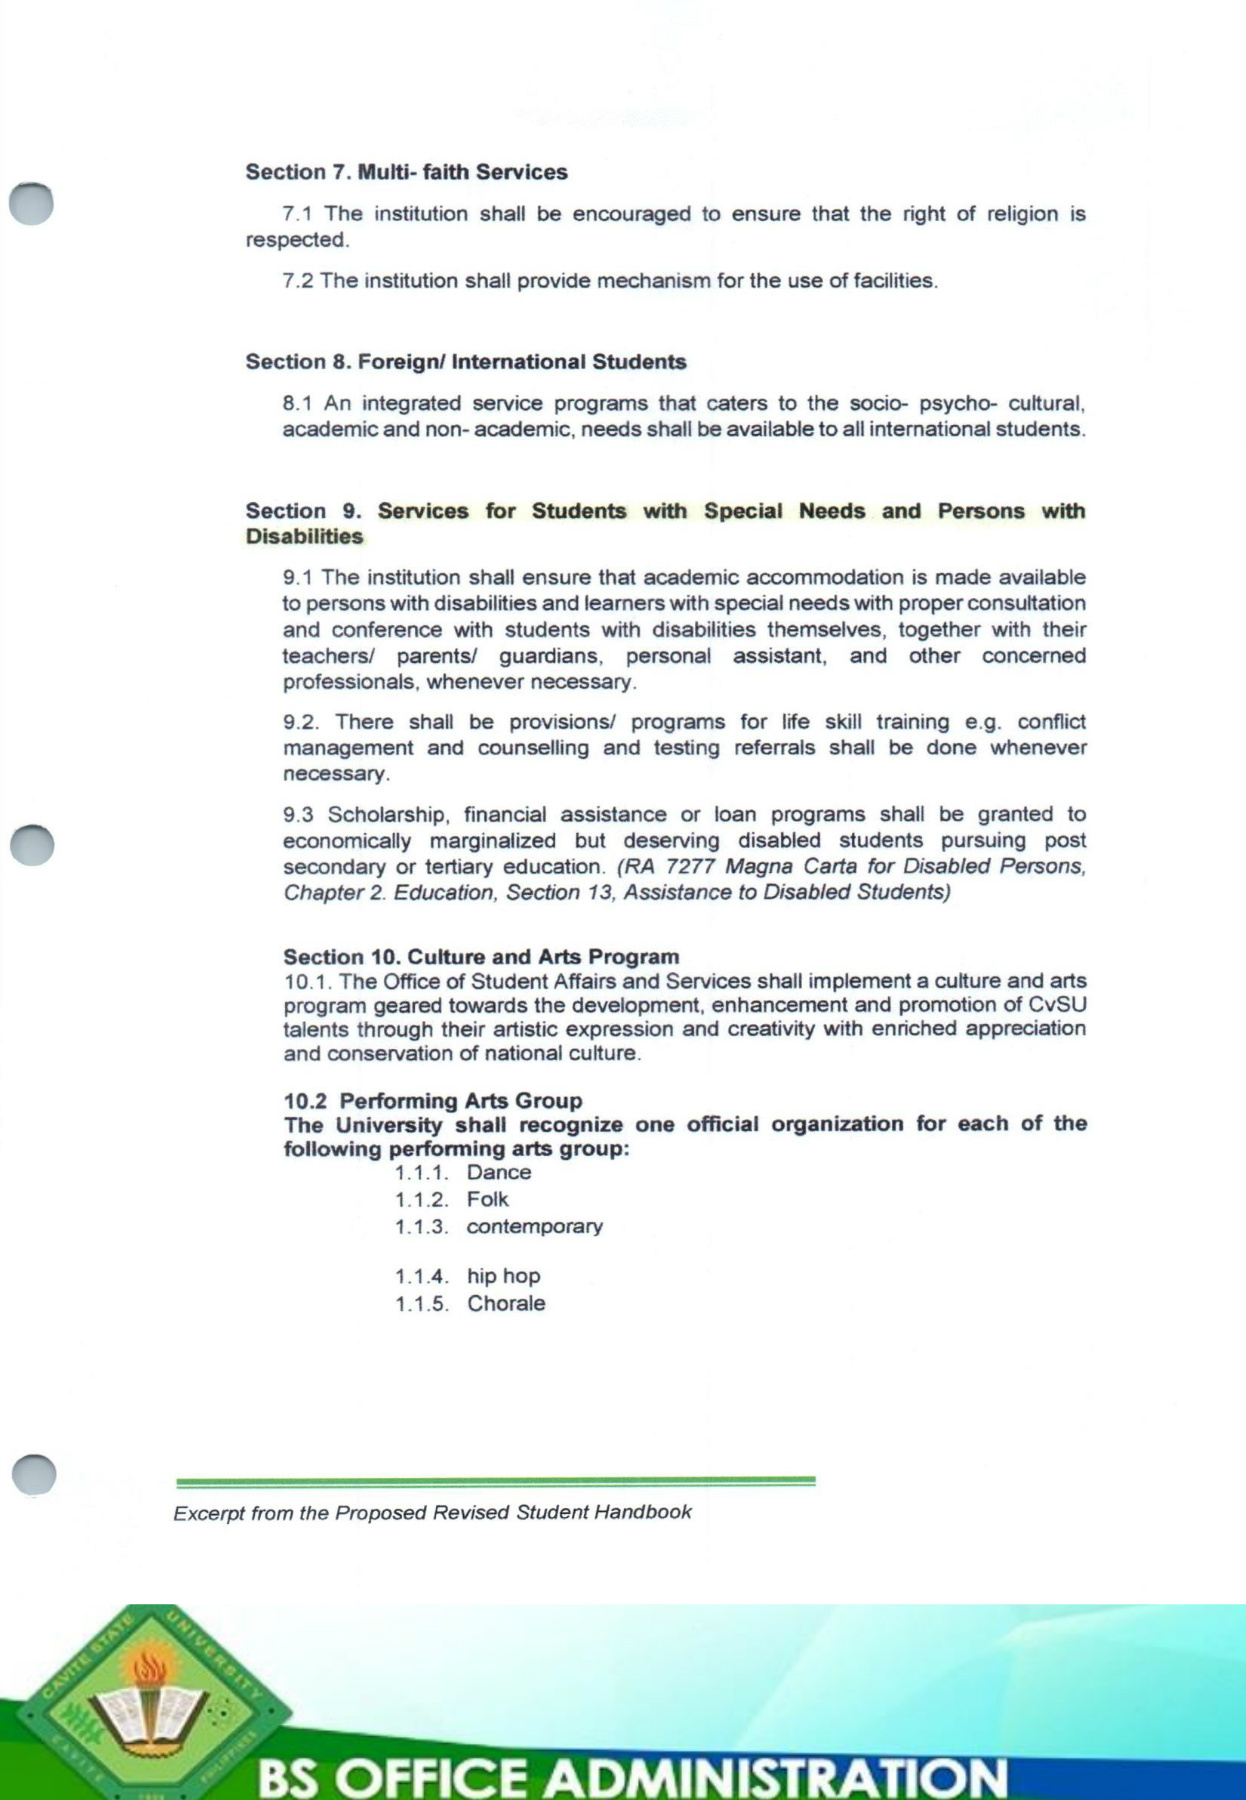 Section 7. Multi- faith Services
7.1 The institution shall be encouraged to ensure that the right of religion is
respected.
7.2 The institution shall provide mechanism for the use of facilities.
Section 8. Foreign/ International Students
8.1 An integrated service programs that caters to the socio- psycho- cultural,
academic and non- academic, needs shall be available to all international students.
Section 9. Services for Students with Special Needs and Persons with
Disabilities
9.1 The institution shall ensure that academic accommodation is made available
to persons with disabilities and learners with special needs with proper consultation
and conference with students with disabilities themselves, together with their
teachers/ parents/ guardians, personal assistant, and other concerned
professionals, whenever necessary.
9.2. There shall be provisions/ programs for life skill training e.g. conflict
management and counselling and testing referrals shall be done whenever
necessary.
9.3 Scholarship, financial assistance or loan programs shall be granted to
economically marginalized but deserving disabled students pursuing post
secondary or tertiary education. (RA 7277 Magna Carta for Disabled Persons,
Chapter 2. Education, Section 13, Assistance to Disabled Students)
Section 10. Culture and Arts Program
10.1. The Office of Student Affairs and Services shall implement a culture and arts
program geared towards the development, enhancement and promotion of CvSU
talents through their artistic expression and creativity with enriched appreciation
and conservation of national culture.
10.2 Performing Arts Group
The University shall recognize one official organization for each of the
following performing arts group:
1.1.1. Dance
1.1.2. Folk
1.1.3. contemporary
1.1.4. hip hop
1.1.5. Chorale
Excerpt from the Proposed Revised Student Handbook
CAVITE STATE UNIVERSITY
CAVITE PHILIPPINES
BS OFFICE ADMINISTRATION